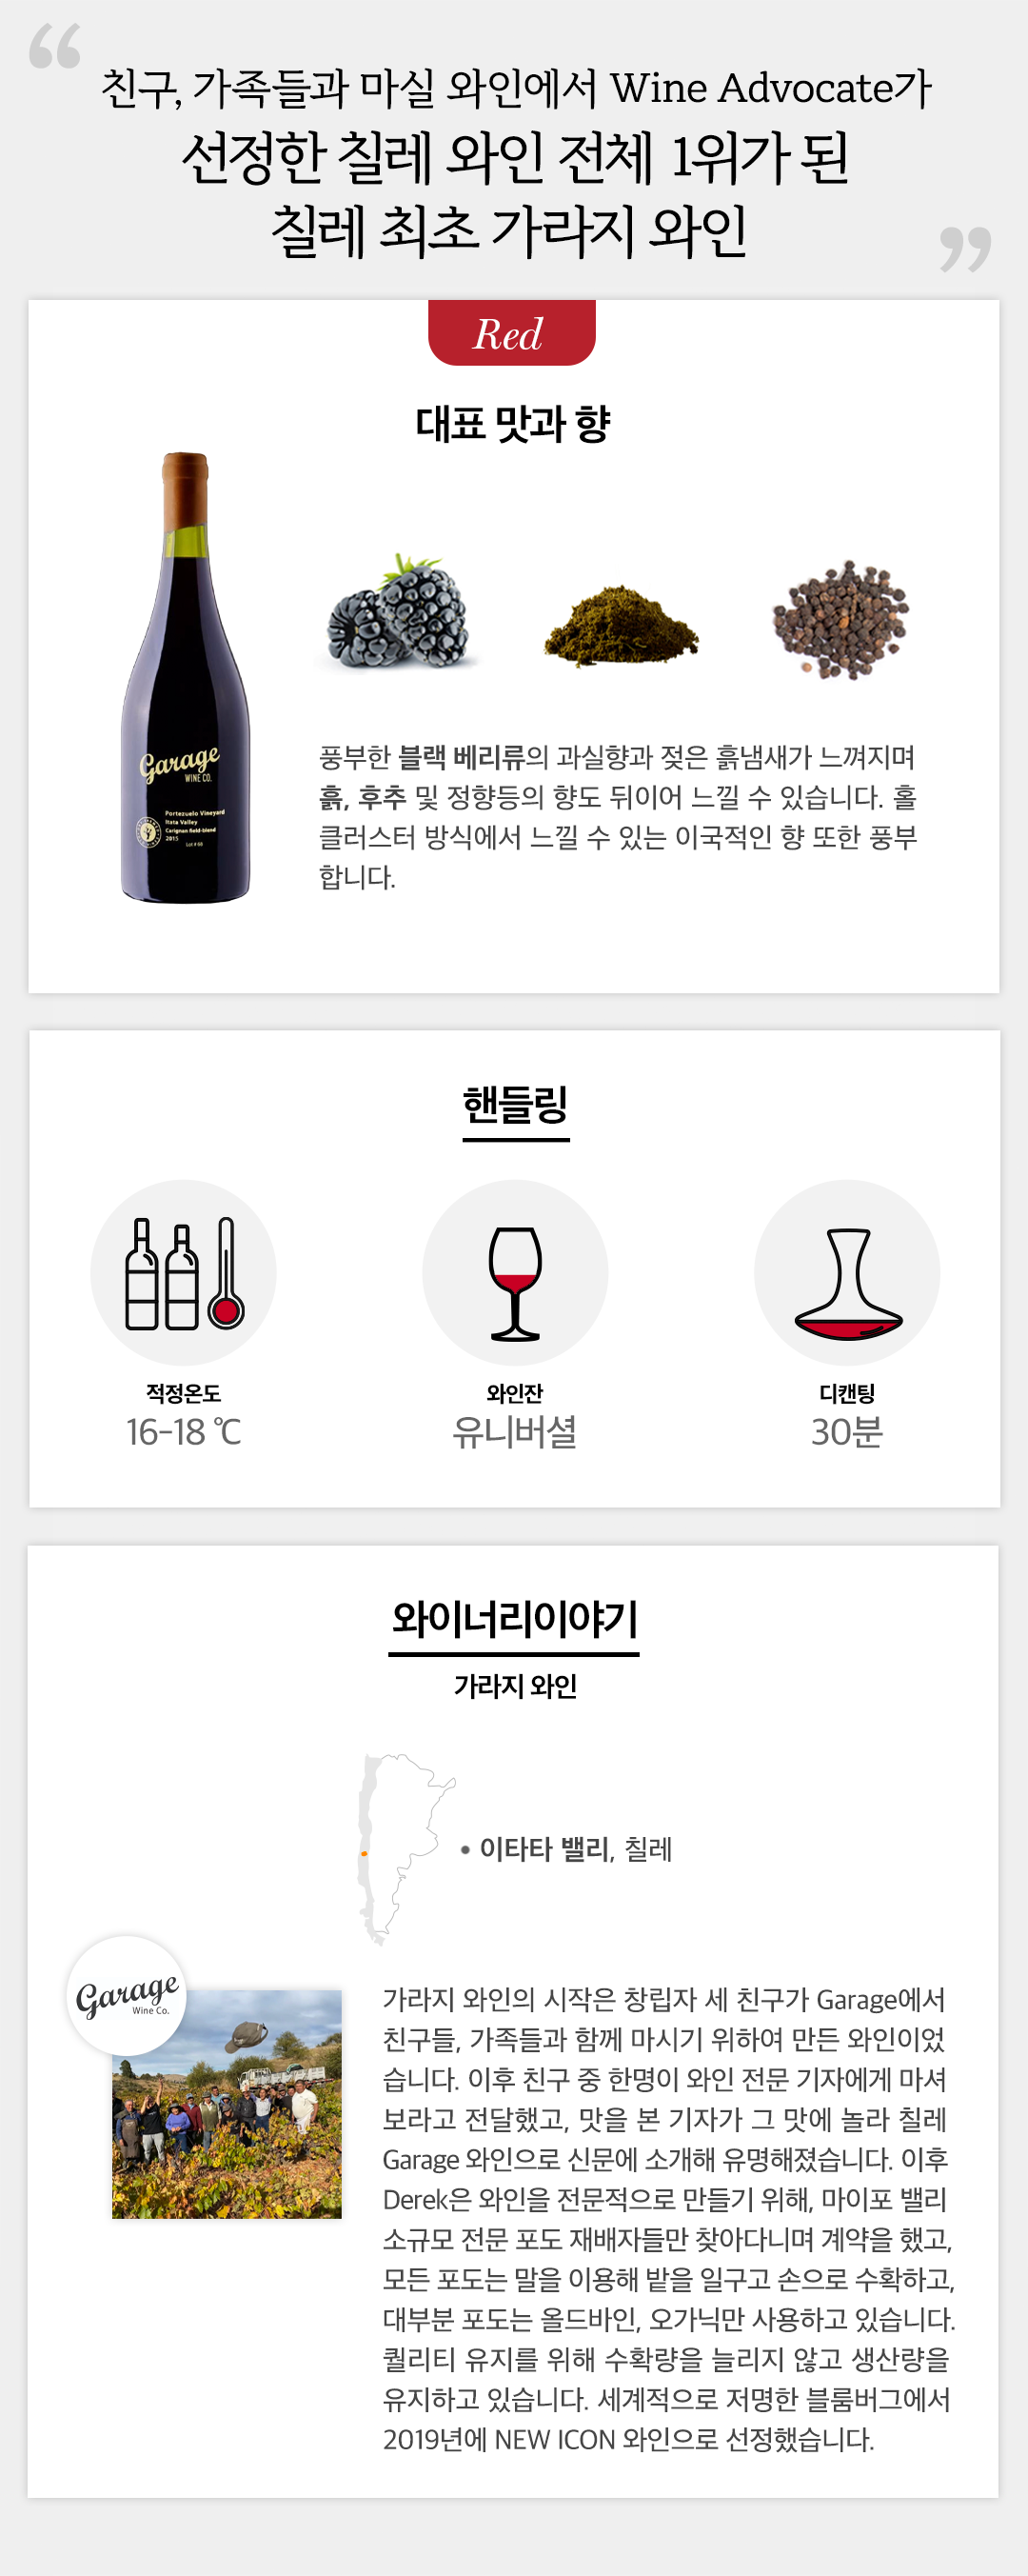 “
친구, 가족들과 마실 와인에서 Wine Advocate가
선정한 칠레 와인 전체 1위가 된
칠레 최초 가라지 와인
”
Red
대표 맛과 향
Garage
WINE CO.
Portezuelo Vineyard
Itata Valley
Carignan field-blend
2015
Lot # 60
풍부한 블랙 베리류의 과실향과 젖은 흙냄새가 느껴지며
흙, 후추 및 정향등의 향도 뒤이어 느낄 수 있습니다. 홀
클러스터 방식에서 느낄 수 있는 이국적인 향 또한 풍부
합니다.
핸들링
적정온도
16-18 ℃
와인잔
유니버셜
디캔팅
30분
와이너리이야기
가라지 와인
• 이타타 밸리, 칠레
Garage
Wine Co.
가라지 와인의 시작은 창립자 세 친구가 Garage에서
친구들, 가족들과 함께 마시기 위하여 만든 와인이었
습니다. 이후 친구 중 한명이 와인 전문 기자에게 마셔
보라고 전달했고, 맛을 본 기자가 그 맛에 놀라 칠레
Garage 와인으로 신문에 소개해 유명해졌습니다. 이후
Derek은 와인을 전문적으로 만들기 위해, 마이포 밸리
소규모 전문 포도 재배자들만 찾아다니며 계약을 했고,
모든 포도는 말을 이용해 밭을 일구고 손으로 수확하고,
대부분 포도는 올드바인, 오가닉만 사용하고 있습니다.
퀄리티 유지를 위해 수확량을 늘리지 않고 생산량을
유지하고 있습니다. 세계적으로 저명한 블룸버그에서
2019년에 NEW ICON 와인으로 선정했습니다.